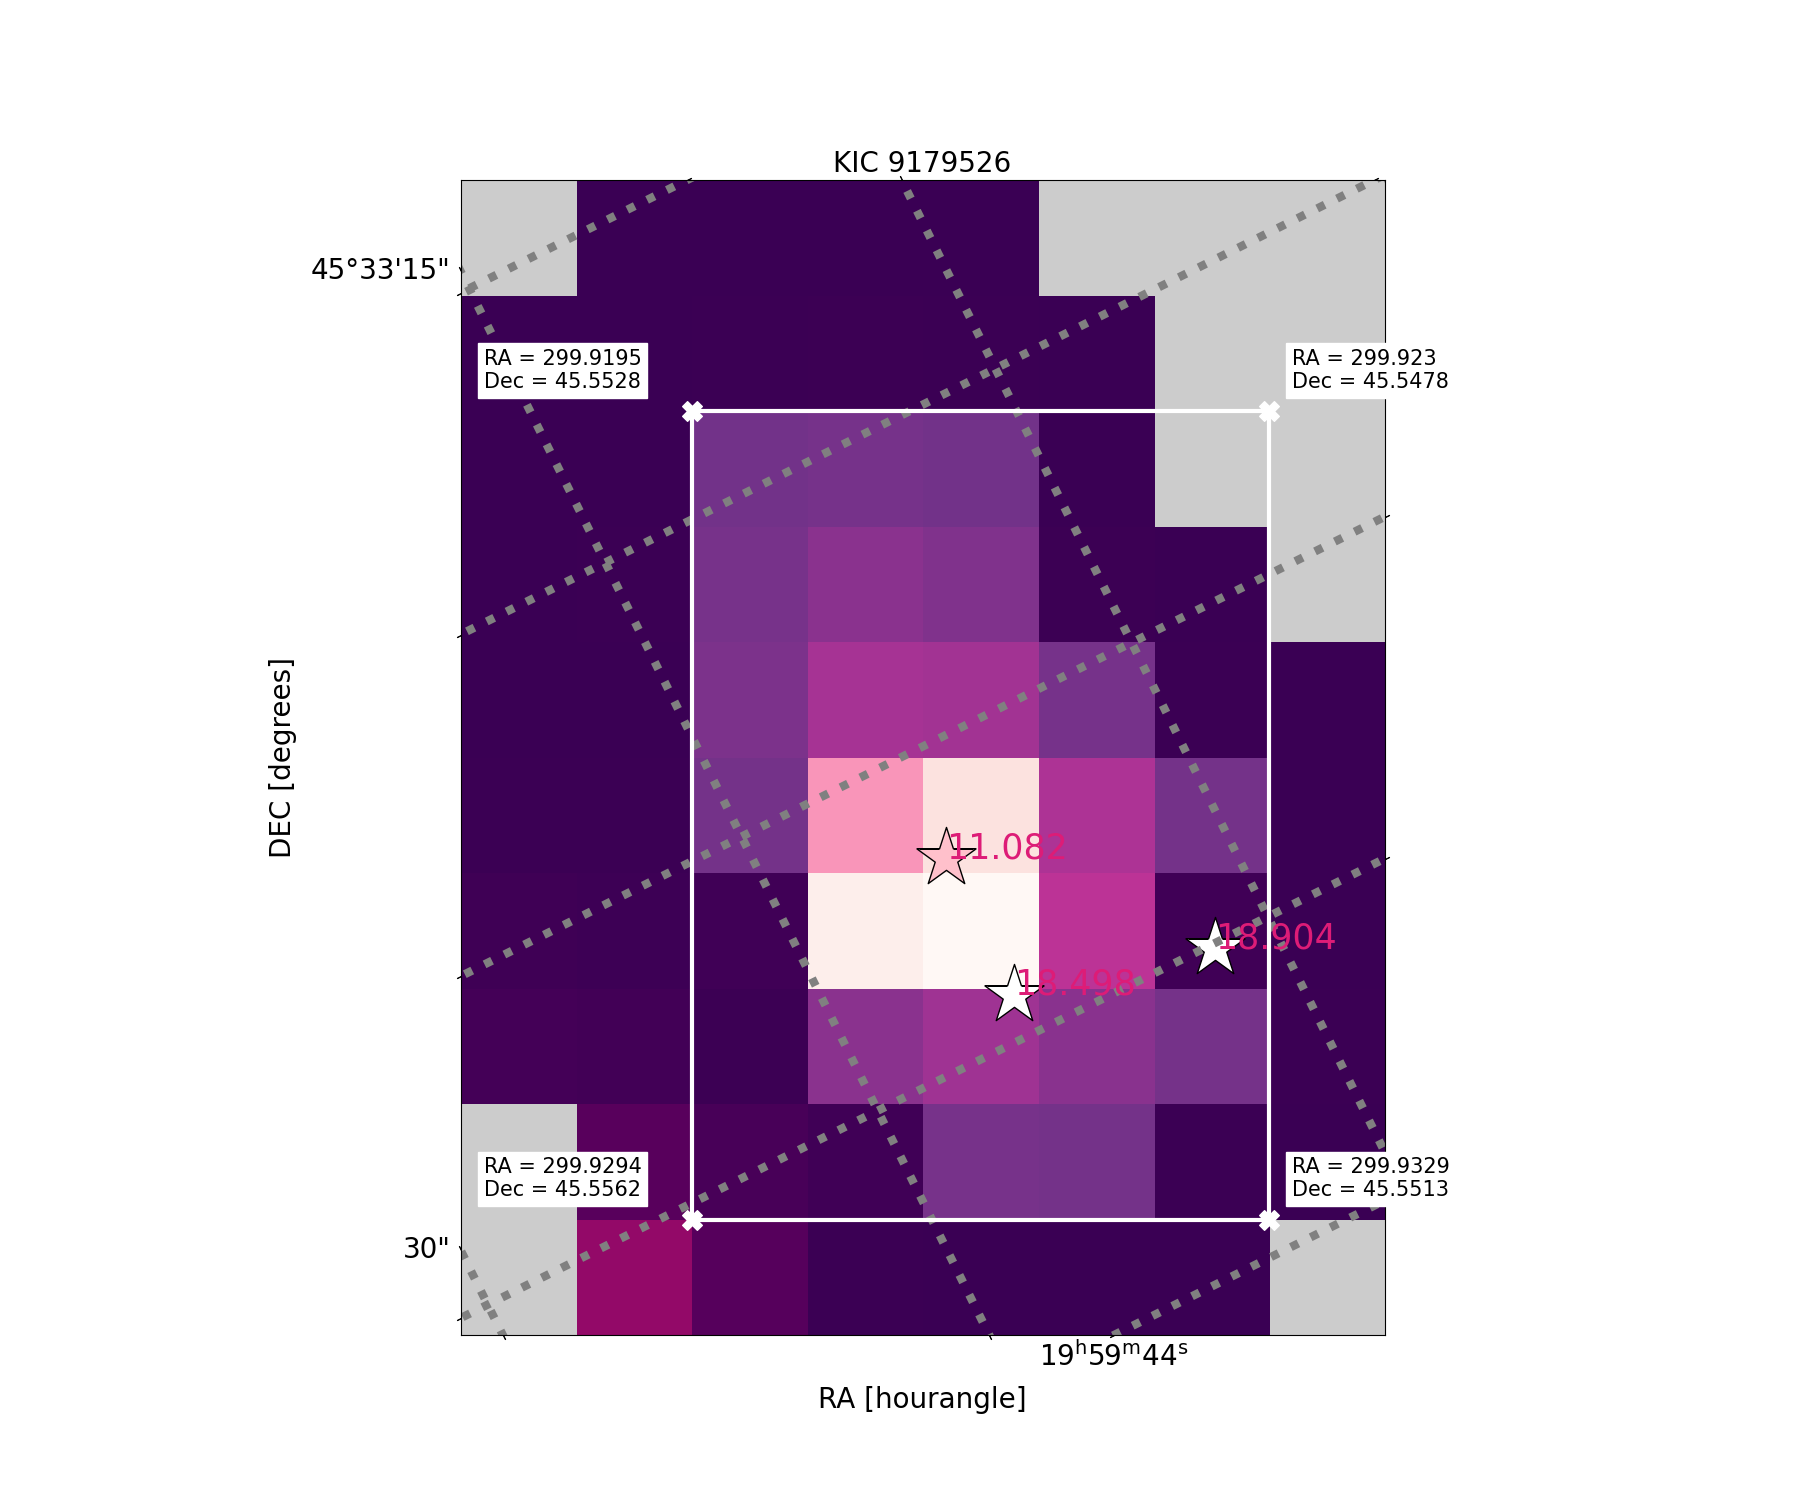 KIC 9179526
45°33'15"
RA = 299.9195
Dec = 45.5528
RA = 299.923
Dec = 45.5478
DEC [degrees]
11.082
18.904
18.498
RA = 299.9294
Dec = 45.5562
RA = 299.9329
Dec = 45.5513
30"
19h59m44s
RA [hourangle]